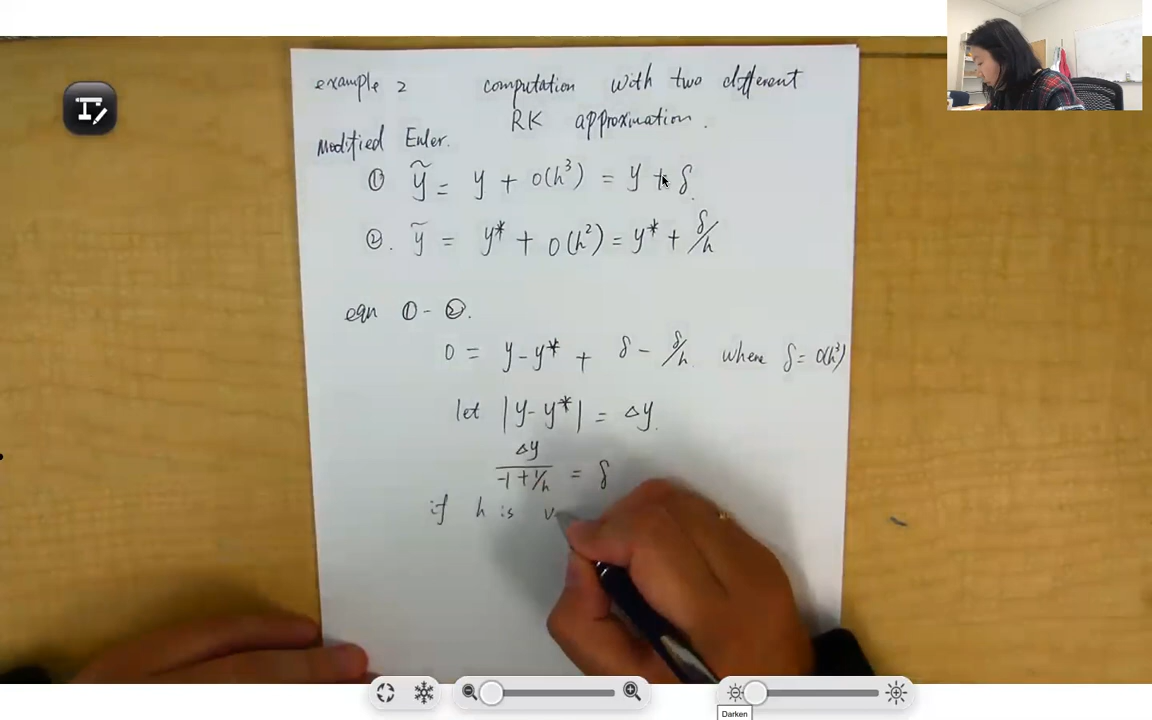 example 2 computation with two different
RK approximation.
Modified Euler.
① ỹ = y + O(h³) = y + δ.
②. ỹ = y* + O(h²) = y* + δ/h
eqn ① - ②.
0 = y - y* + δ - δ/h where δ = O(h³)
let |y - y*| = Δy.
Δy / (-1 + 1/h) = δ
if h is v
Darken